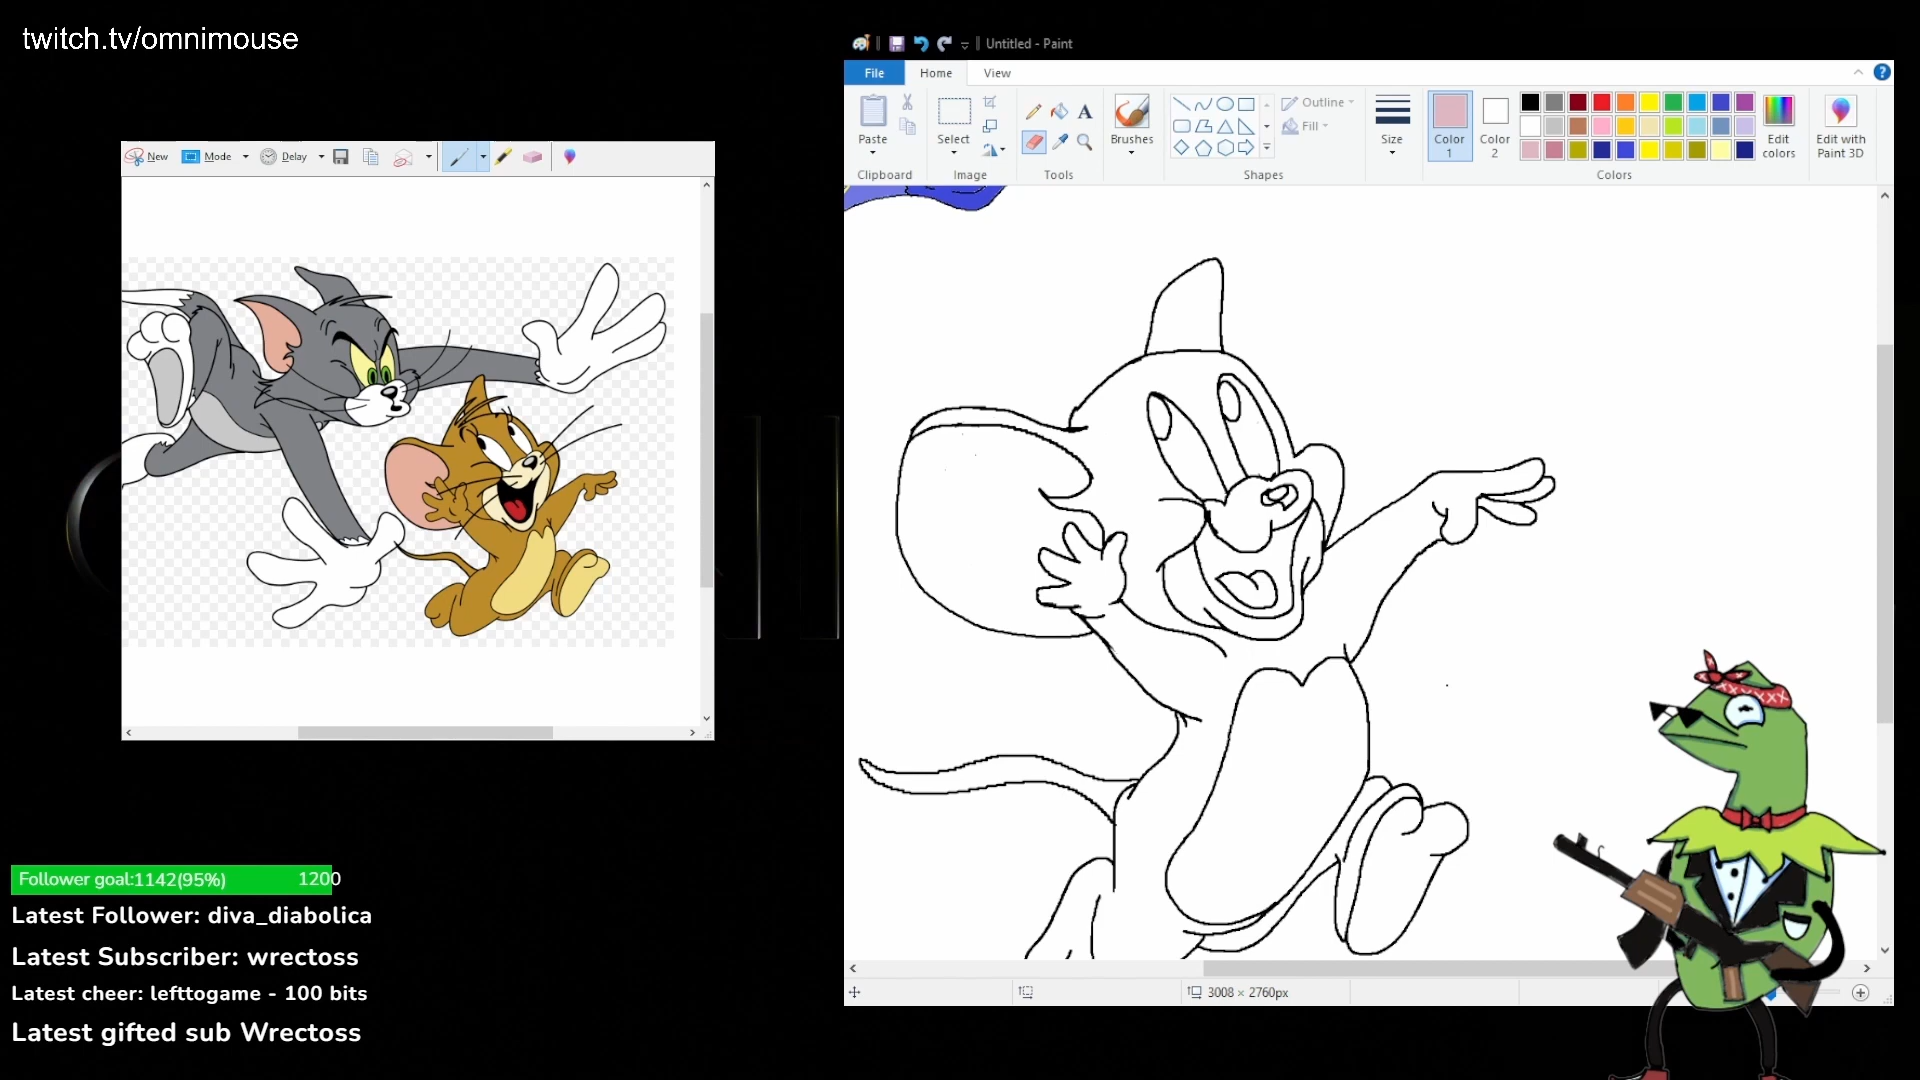 twitch.tv/omnimouse
Untitled - Paint
File Home View
New Mode Delay
Paste
Select
Brushes
Outline
Fill
Size
Color 1
Color 2
Edit colors
Edit with Paint 3D
Clipboard Image Tools Shapes Colors
Follower goal:1142(95%) 1200
Latest Follower: diva_diabolica
Latest Subscriber: wrectoss
Latest cheer: lefttogame - 100 bits
Latest gifted sub Wrectoss
3008 × 2760px